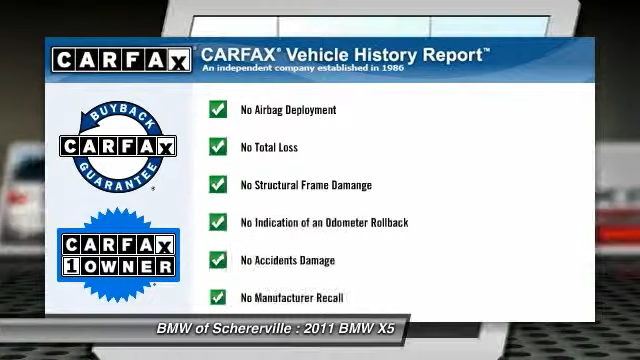 CARFAX
CARFAX® Vehicle History Report™
An independent company established in 1986
BUYBACK
CARFAX
GUARANTEE
CARFAX
1 OWNER
No Airbag Deployment
No Total Loss
No Structural Frame Damange
No Indication of an Odometer Rollback
No Accidents Damage
No Manufacturer Recall
BMW of Schererville : 2011 BMW X5